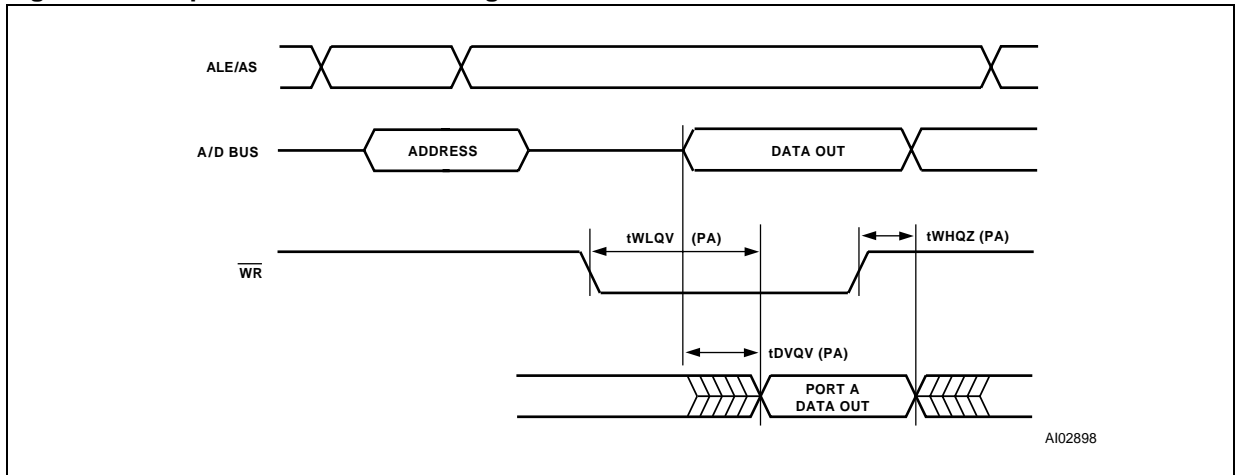 ALE/AS
A/D BUS
ADDRESS
DATA OUT
tWLQV (PA)
tWHQZ (PA)
WR
tDVQV (PA)
PORT A
DATA OUT
AI02898